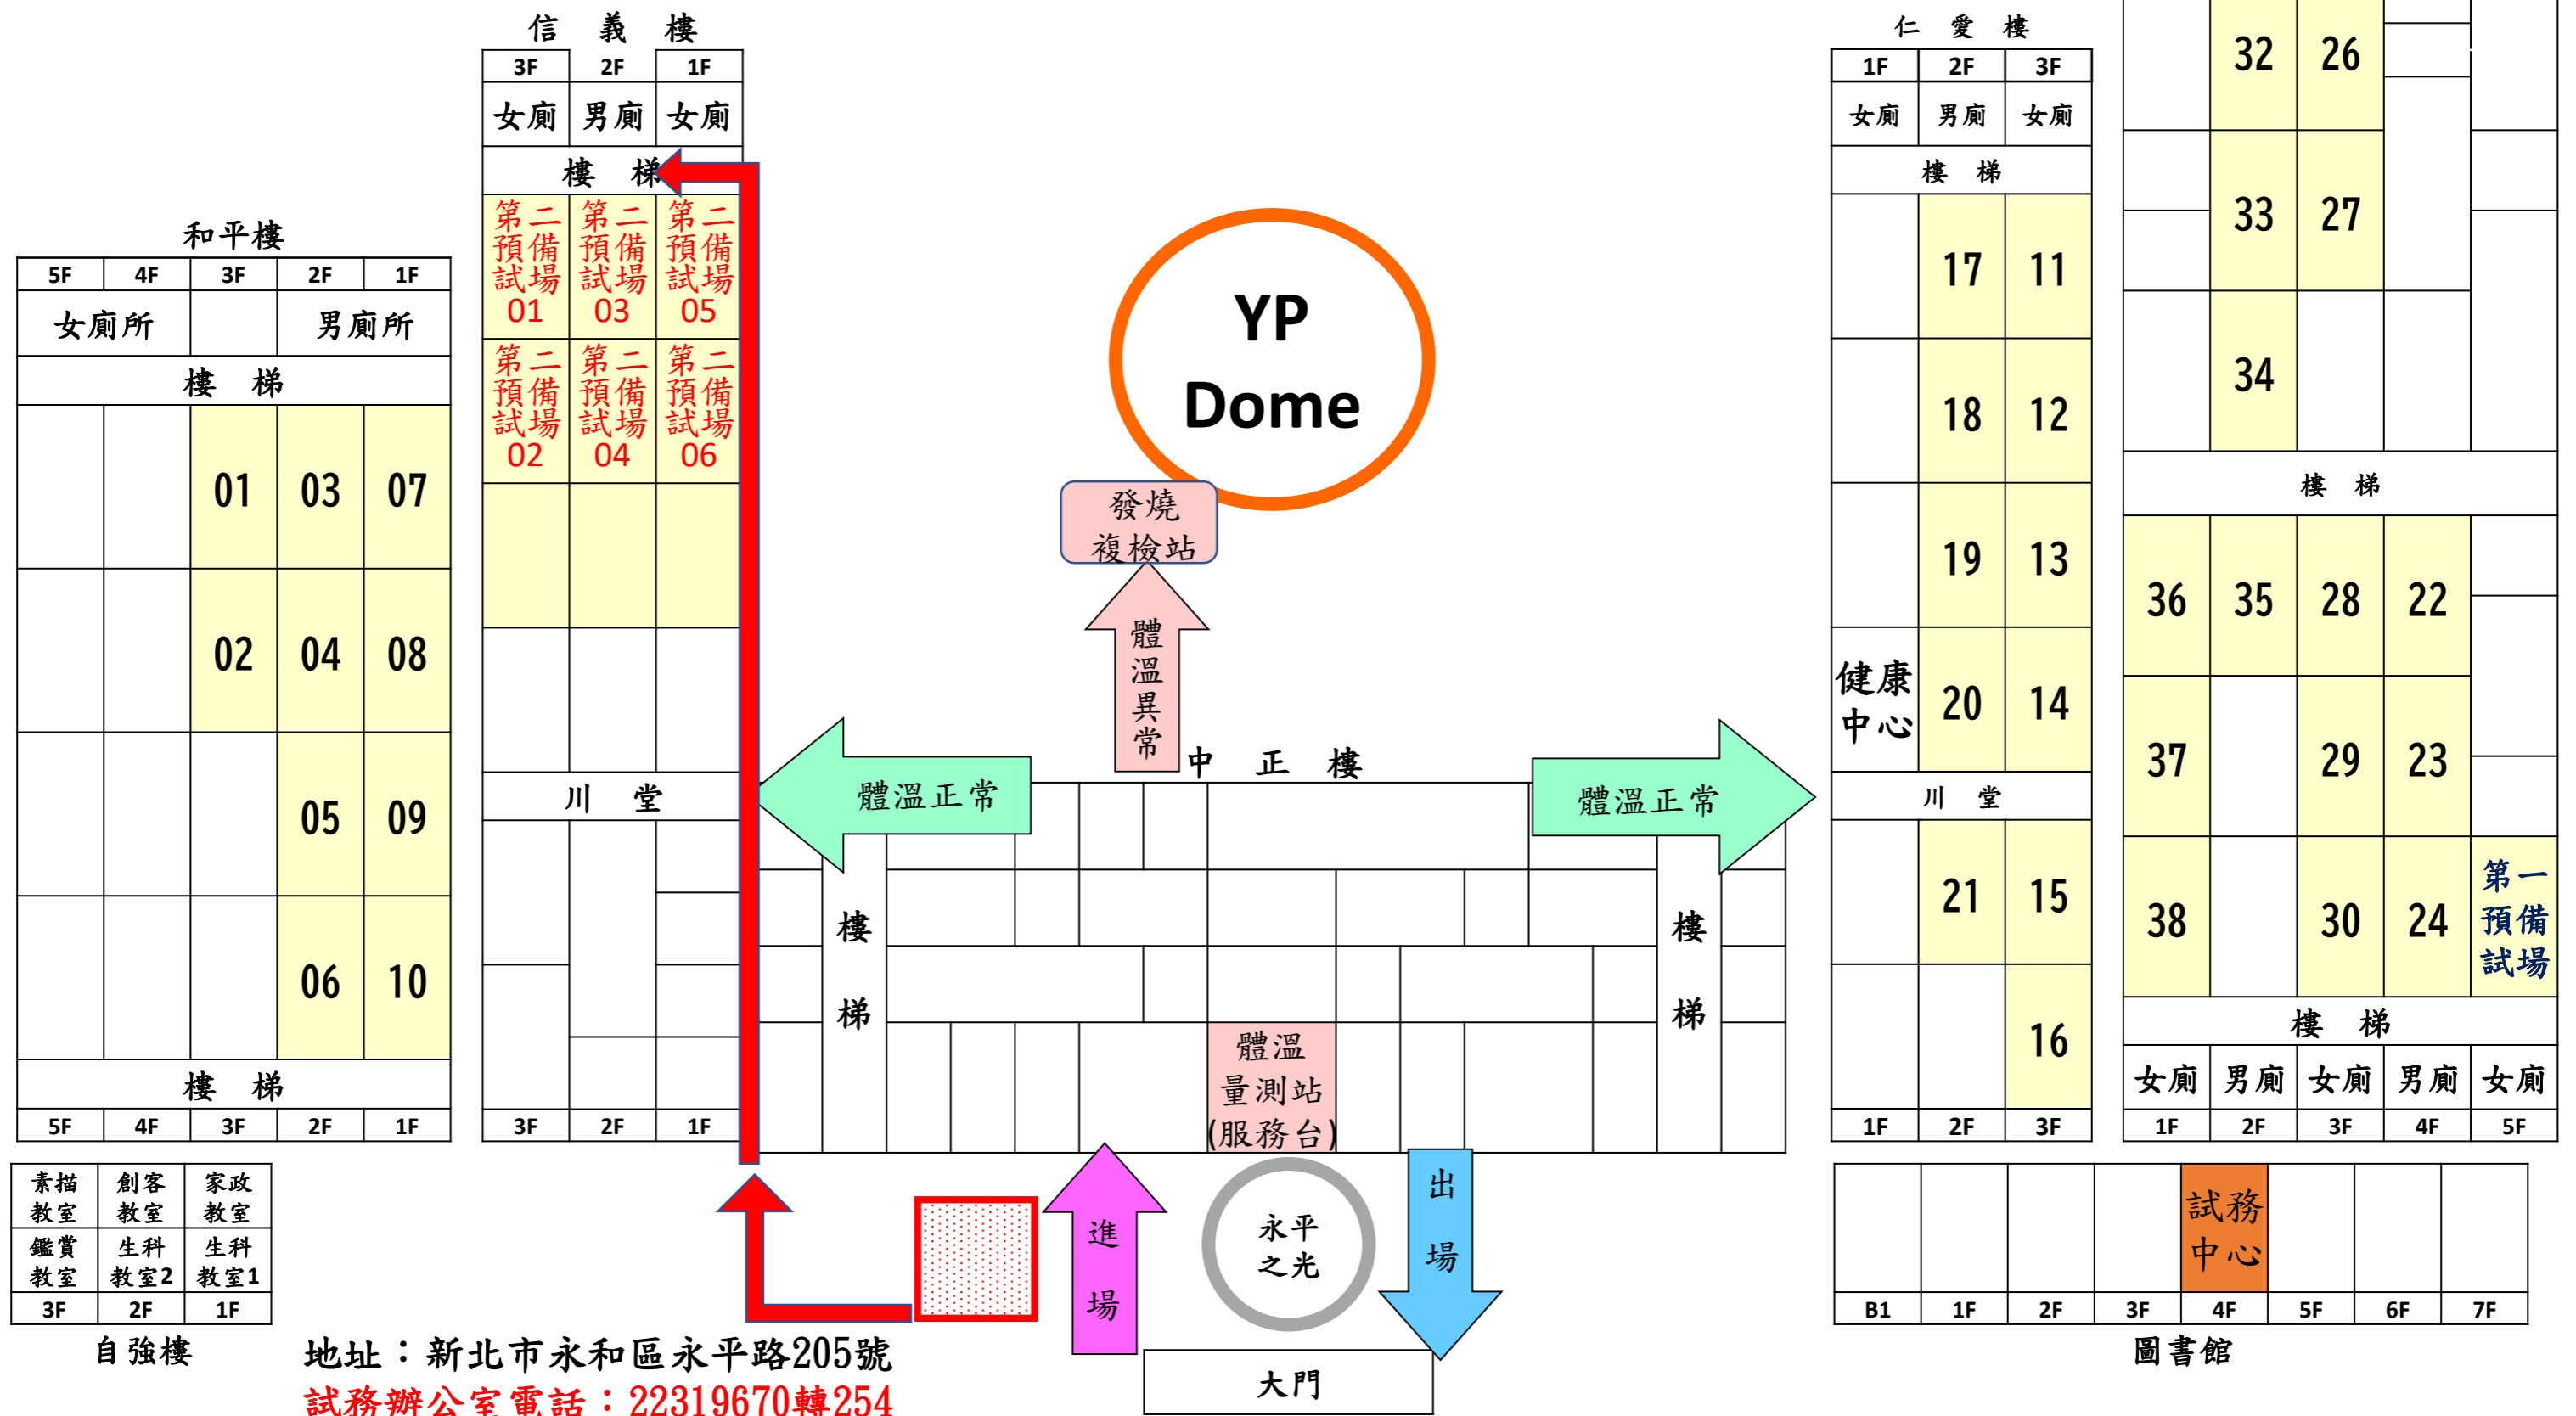 信 義 樓
3F 2F 1F
女廁 男廁 女廁
樓 梯
第二預備試場01 第二預備試場03 第二預備試場05
第二預備試場02 第二預備試場04 第二預備試場06
川 堂
3F 2F 1F
和平樓
5F 4F 3F 2F 1F
女廁所 男廁所
樓 梯
01 03 07
02 04 08
05 09
06 10
樓 梯
5F 4F 3F 2F 1F
素描教室 創客教室 家政教室
鑑賞教室 生科教室2 生科教室1
3F 2F 1F
自強樓
地址：新北市永和區永平路205號
試務辦公室電話：22319670轉254
YP
Dome
發燒
複檢站
體溫異常
中 正 樓
體溫正常
體溫正常
樓梯
樓梯
體溫
量測站
(服務台)
進場
永平
之光
出場
大門
仁 愛 樓
1F 2F 3F
女廁 男廁 女廁
樓 梯
17 11
18 12
19 13
健康中心 20 14
川 堂
21 15
16
1F 2F 3F
32 26
33 27
34
樓 梯
36 35 28 22
37 29 23
38 30 24 第一預備試場
樓 梯
女廁 男廁 女廁 男廁 女廁
1F 2F 3F 4F 5F
試務
中心
B1 1F 2F 3F 4F 5F 6F 7F
圖書館